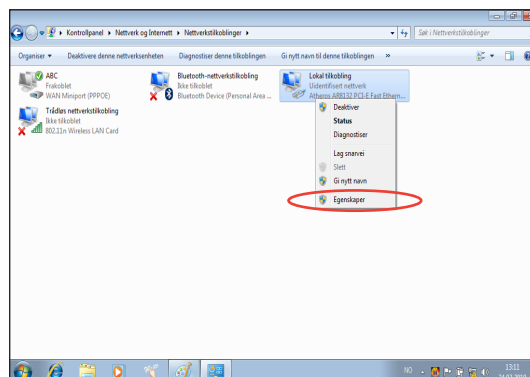 Kontrollpanel ▸ Nettverk og Internett ▸ Nettverkstilkoblinger ▸
Søk i Nettverkstilkoblinger
Organiser ▾ Deaktivere denne nettverksenheten Diagnostiser denne tilkoblingen Gi nytt navn til denne tilkoblingen »
ABC
Frakoblet
WAN Miniport (PPPOE)
Bluetooth-nettverkstilkobling
Ikke tilkoblet
Bluetooth Device (Personal Area ...
Lokal tilkobling
Uidentifisert nettverk
Atheros AR8132 PCI-E Fast Ethern...
Trådløs nettverkstilkobling
Ikke tilkoblet
802.11n Wireless LAN Card
Deaktiver
Status
Diagnostiser
Lag snarvei
Slett
Gi nytt navn
Egenskaper
NO
13:11